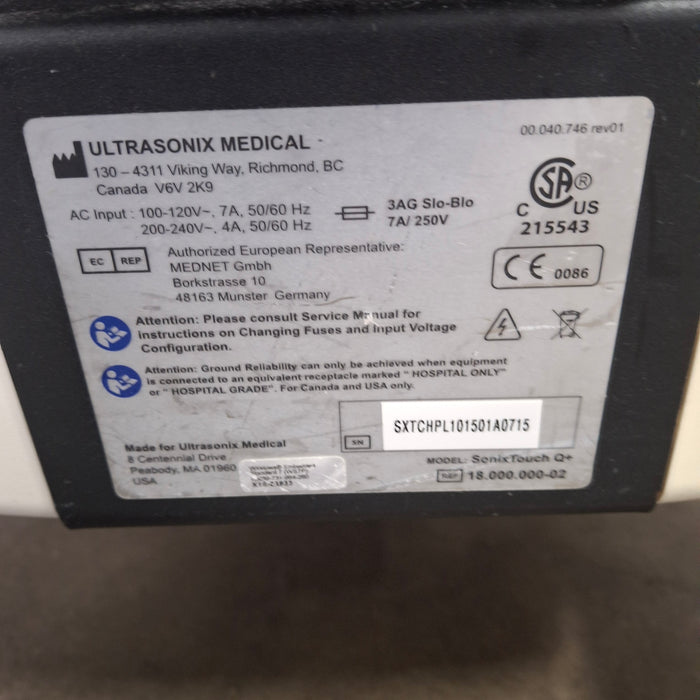 ULTRASONIX MEDICAL
00.040.746 rev01
130 – 4311 Viking Way, Richmond, BC
Canada V6V 2K9
AC Input : 100-120V~, 7A, 50/60 Hz
200-240V~, 4A, 50/60 Hz
3AG Slo-Blo
7A/ 250V
SA ®
C US
215543
EC REP
Authorized European Representative:
MEDNET Gmbh
Borkstrasse 10
48163 Munster Germany
CE 0086
Attention: Please consult Service Manual for
instructions on Changing Fuses and Input Voltage
Configuration.
Attention: Ground Reliability can only be achieved when equipment
is connected to an equivalent receptacle marked "HOSPITAL ONLY"
or "HOSPITAL GRADE". For Canada and USA only.
SN
SXTCHPL101501A0715
Made for Ultrasonix Medical
8 Centennial Drive
Peabody, MA 01960
USA
MODEL: SonixTouch Q+
REF 18.000.000-02